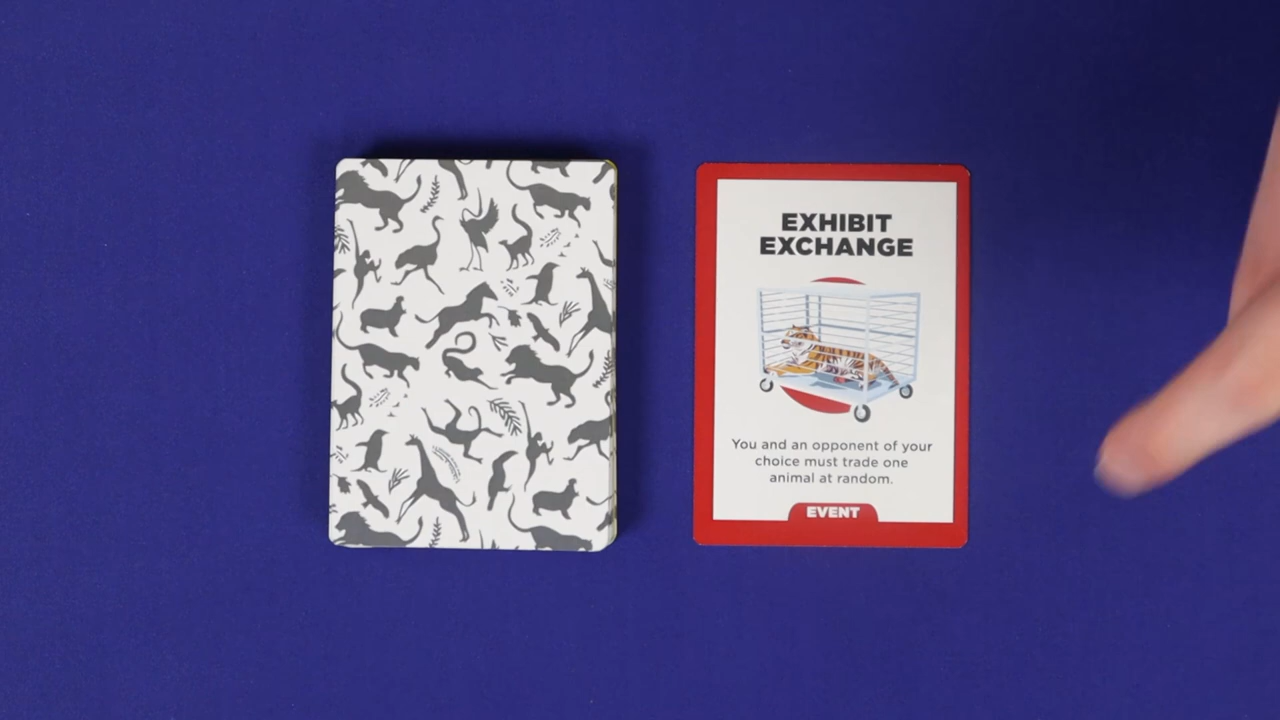 EXHIBIT
EXCHANGE
You and an opponent of your
choice must trade one
animal at random.
EVENT